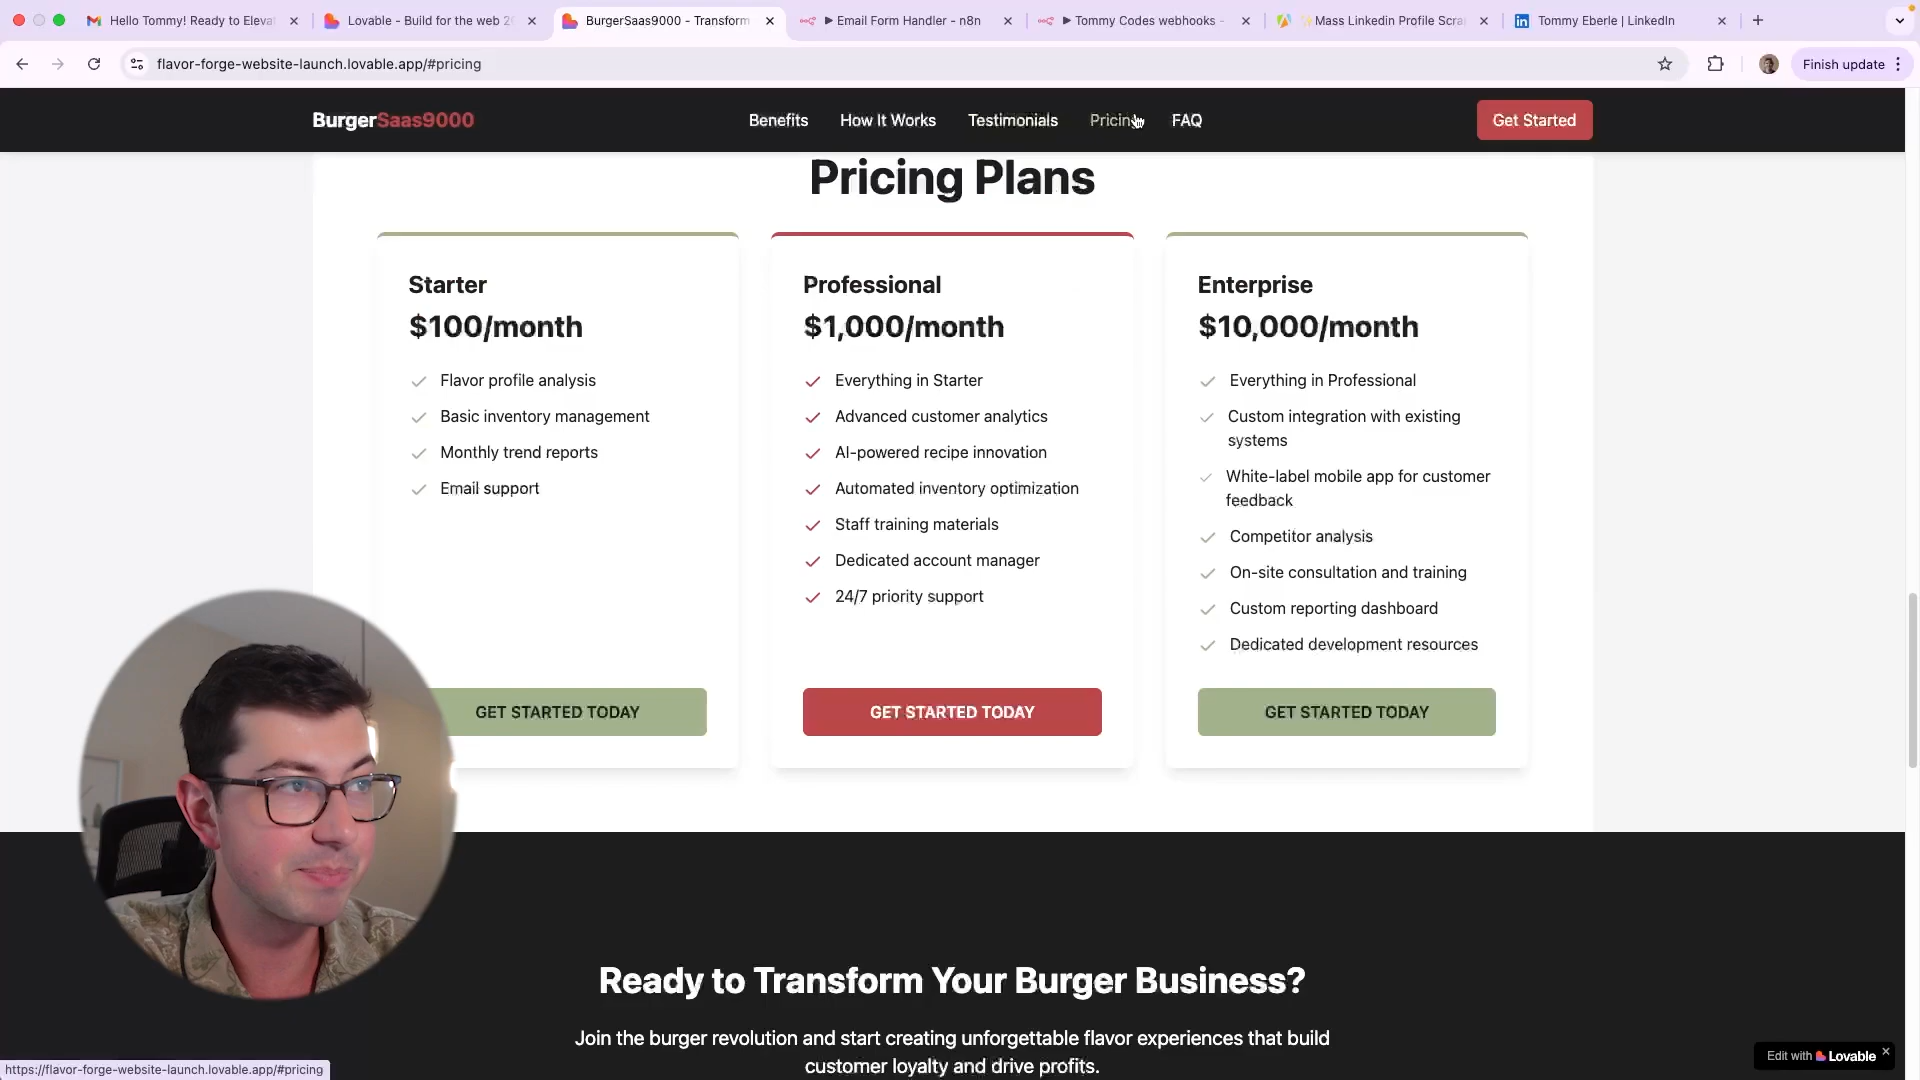 Hello Tommy! Ready to Eleva
Lovable - Build for the web 2
BurgerSaas9000 - Transform
▶ Email Form Handler - n8n
▶ Tommy Codes webhooks -
✨Mass Linkedin Profile Scra
Tommy Eberle | LinkedIn
flavor-forge-website-launch.lovable.app/#pricing
Finish update
BurgerSaas9000
Benefits
How It Works
Testimonials
Pricing
FAQ
Get Started
Pricing Plans
Starter
$100/month
Flavor profile analysis
Basic inventory management
Monthly trend reports
Email support
GET STARTED TODAY
Professional
$1,000/month
Everything in Starter
Advanced customer analytics
AI-powered recipe innovation
Automated inventory optimization
Staff training materials
Dedicated account manager
24/7 priority support
GET STARTED TODAY
Enterprise
$10,000/month
Everything in Professional
Custom integration with existing
systems
White-label mobile app for customer
feedback
Competitor analysis
On-site consultation and training
Custom reporting dashboard
Dedicated development resources
GET STARTED TODAY
Ready to Transform Your Burger Business?
Join the burger revolution and start creating unforgettable flavor experiences that build
customer loyalty and drive profits.
Edit with Lovable
https://flavor-forge-website-launch.lovable.app/#pricing